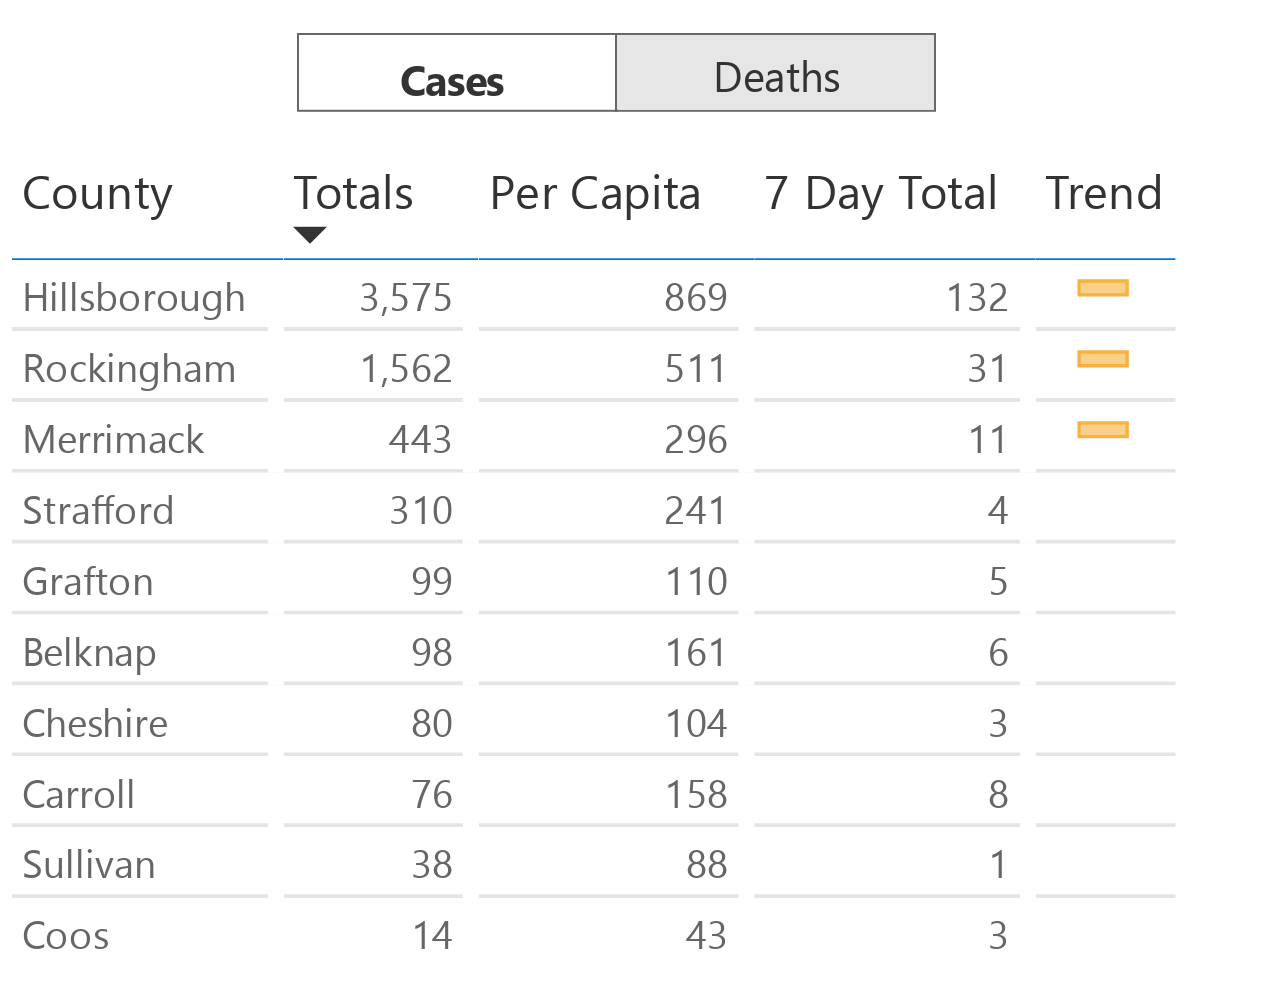 Cases Deaths
County Totals Per Capita 7 Day Total Trend
Hillsborough 3,575 869 132
Rockingham 1,562 511 31
Merrimack 443 296 11
Strafford 310 241 4
Grafton 99 110 5
Belknap 98 161 6
Cheshire 80 104 3
Carroll 76 158 8
Sullivan 38 88 1
Coos 14 43 3